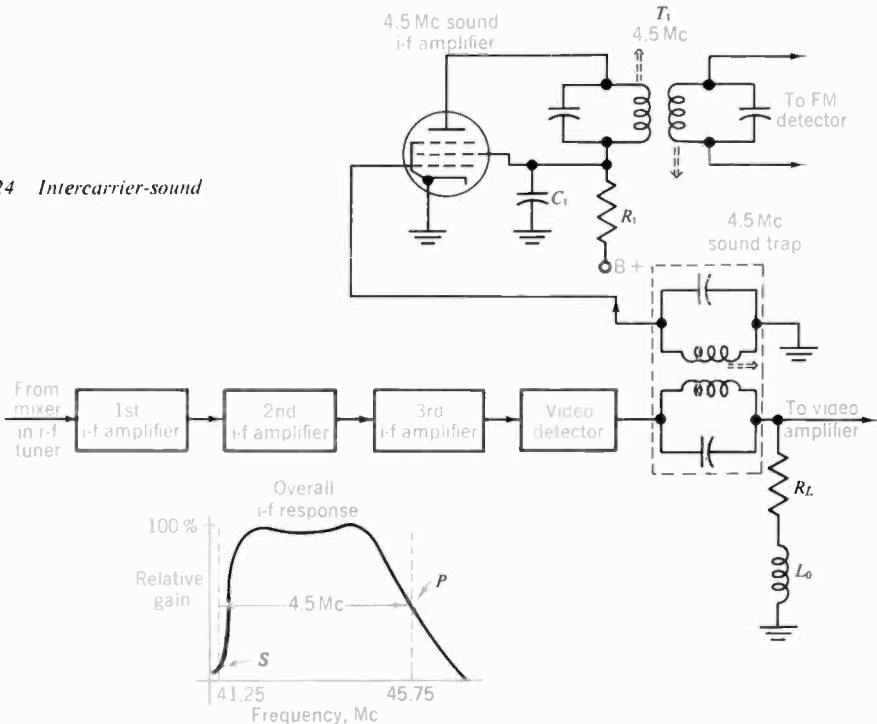 4.5 Mc sound
i-f amplifier
T₁
4.5 Mc
To FM
detector
24 Intercarrier-sound
C₁
R₁
B+
4.5 Mc
sound trap
From
mixer
in r-f
tuner
1st
i-f amplifier
2nd
i-f amplifier
3rd
i-f amplifier
Video
detector
To video
amplifier
R_L
L₀
Overall
i-f response
100 %
Relative
gain
4.5 Mc
P
S
41.25
45.75
Frequency, Mc